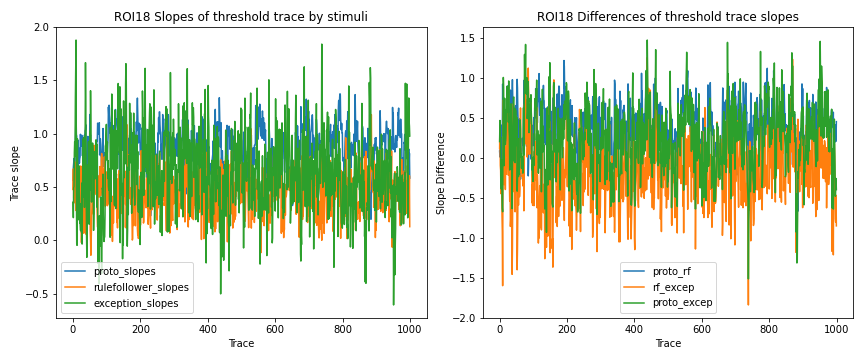 ROI18 Slopes of threshold trace by stimuli
2.0
1.5
1.0
0.5
0.0
−0.5
Trace slope
proto_slopes
rulefollower_slopes
exception_slopes
0 200 400 600 800 1000
Trace
ROI18 Differences of threshold trace slopes
1.5
1.0
0.5
0.0
−0.5
−1.0
−1.5
−2.0
Slope Difference
proto_rf
rf_excep
proto_excep
0 200 400 600 800 1000
Trace